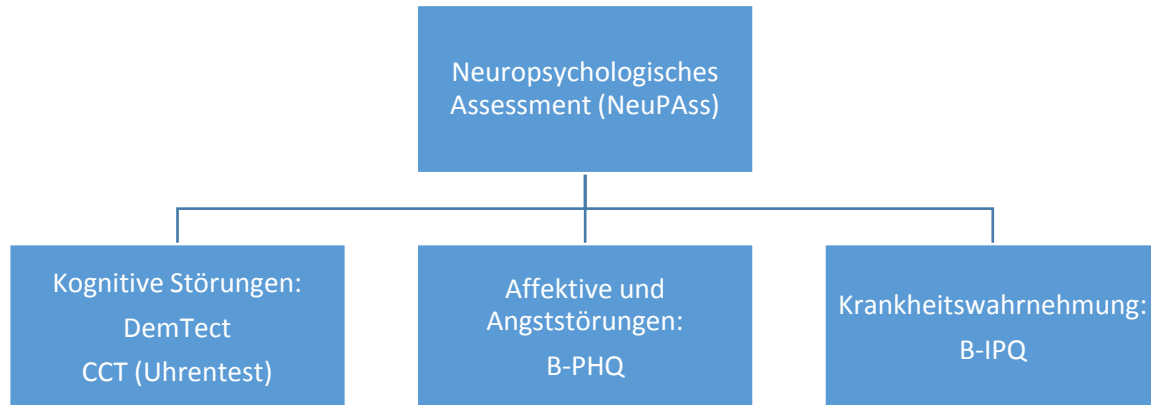 Neuropsychologisches
Assessment (NeuPAss)
Kognitive Störungen:
DemTect
CCT (Uhrentest)
Affektive und
Angststörungen:
B-PHQ
Krankheitswahrnehmung:
B-IPQ